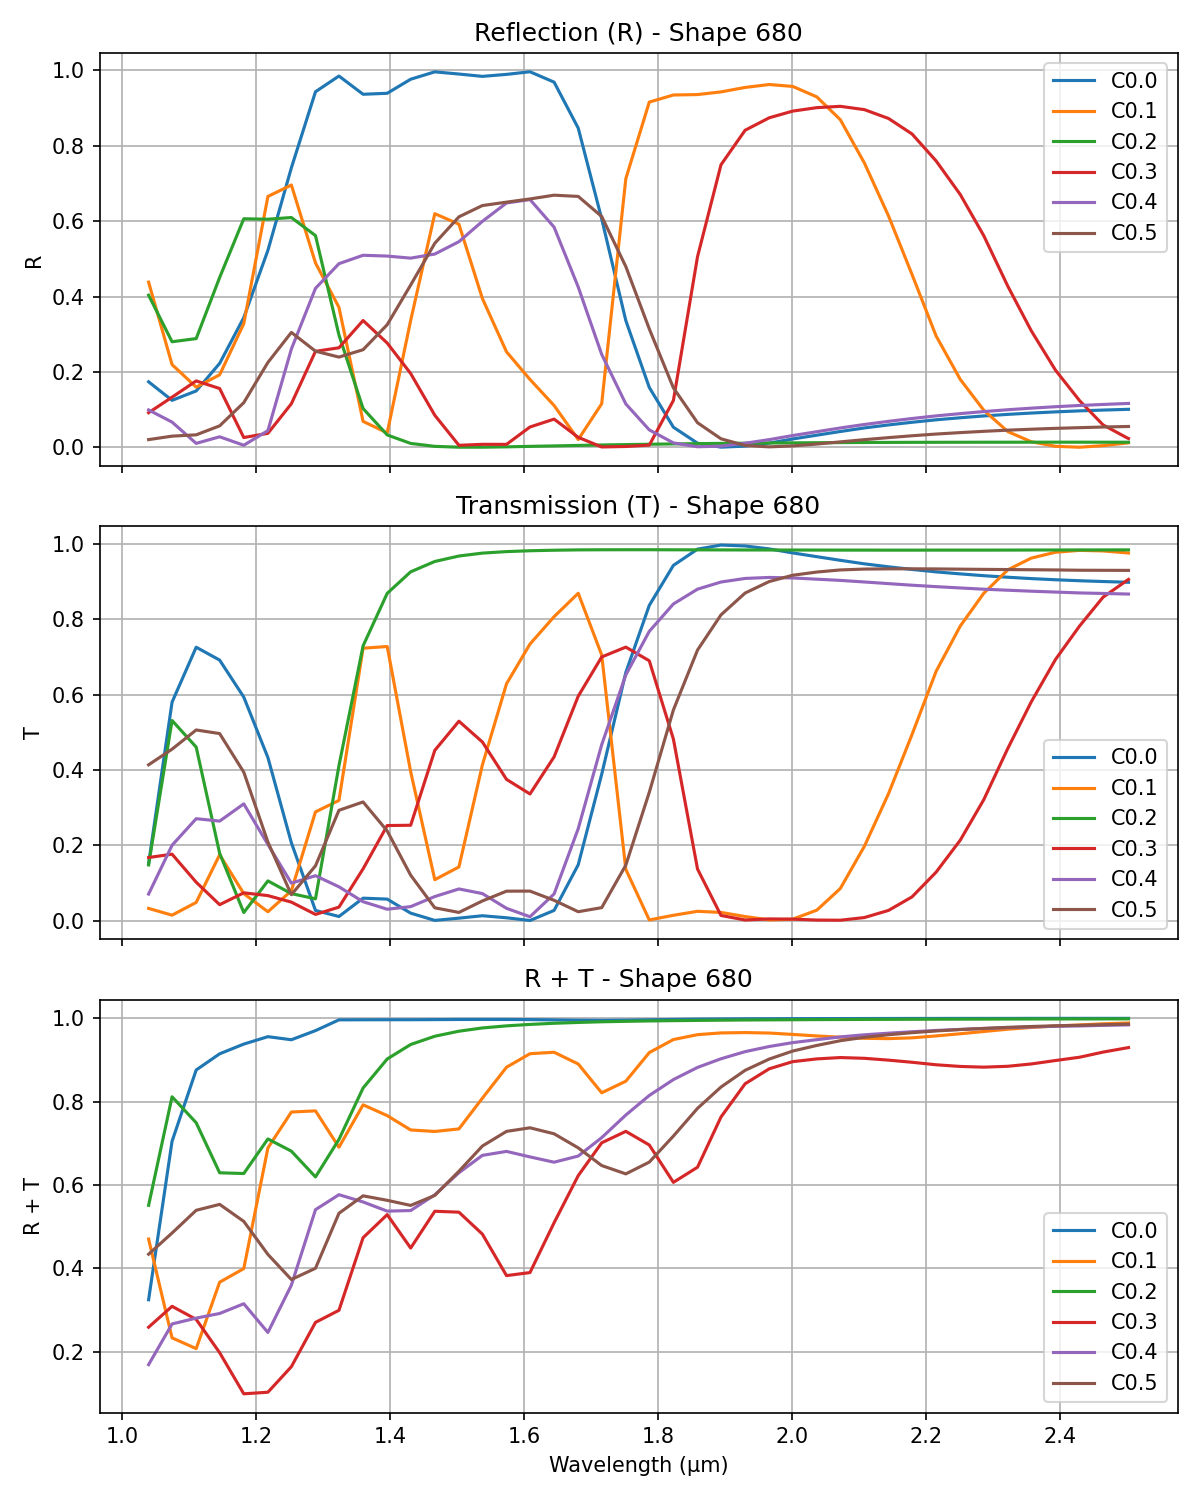 Reflection (R) - Shape 680
1.0
0.8
0.6
0.4
0.2
0.0
R
C0.0
C0.1
C0.2
C0.3
C0.4
C0.5
Transmission (T) - Shape 680
1.0
0.8
0.6
0.4
0.2
0.0
T
C0.0
C0.1
C0.2
C0.3
C0.4
C0.5
R + T - Shape 680
1.0
0.8
0.6
0.4
0.2
R + T
C0.0
C0.1
C0.2
C0.3
C0.4
C0.5
1.0 1.2 1.4 1.6 1.8 2.0 2.2 2.4
Wavelength (μm)